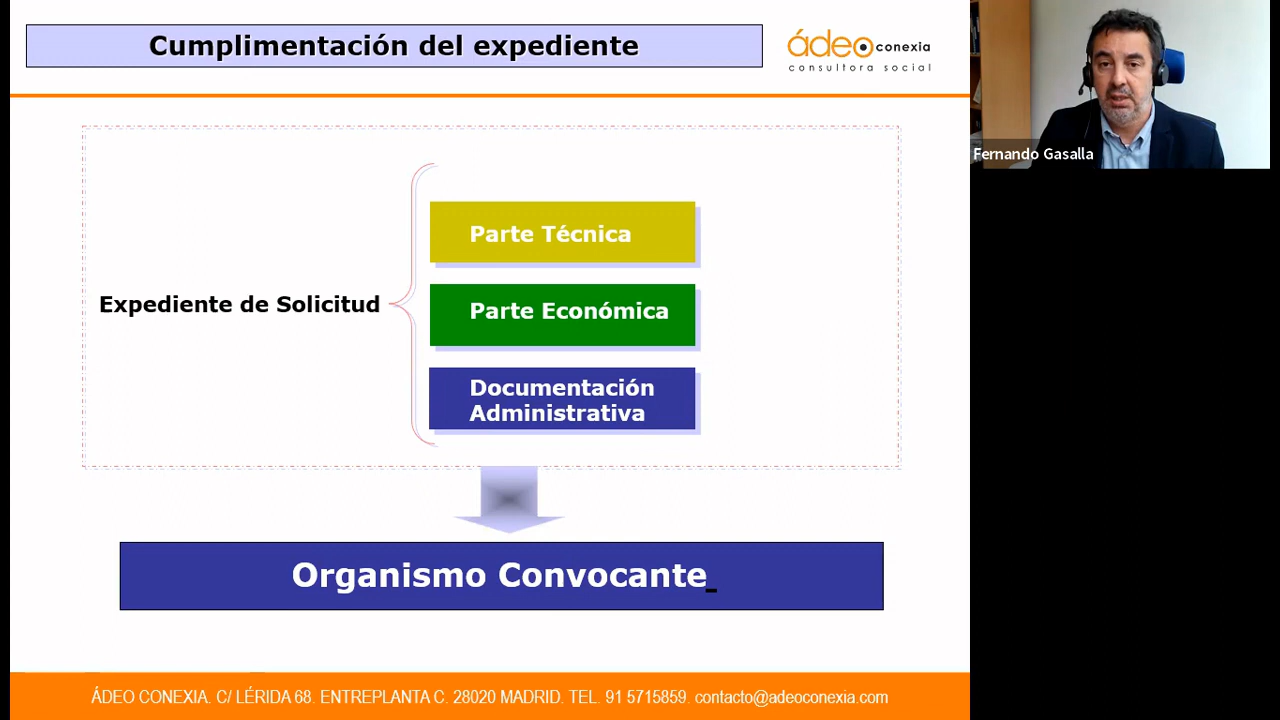 Cumplimentación del expediente
ádeo conexia
consultora social
Fernando Gasalla
Expediente de Solicitud
Parte Técnica
Parte Económica
Documentación
Administrativa
Organismo Convocante
ÁDEO CONEXIA. C/ LÉRIDA 68. ENTREPLANTA C. 28020 MADRID. TEL. 91 5715859. contacto@adeoconexia.com